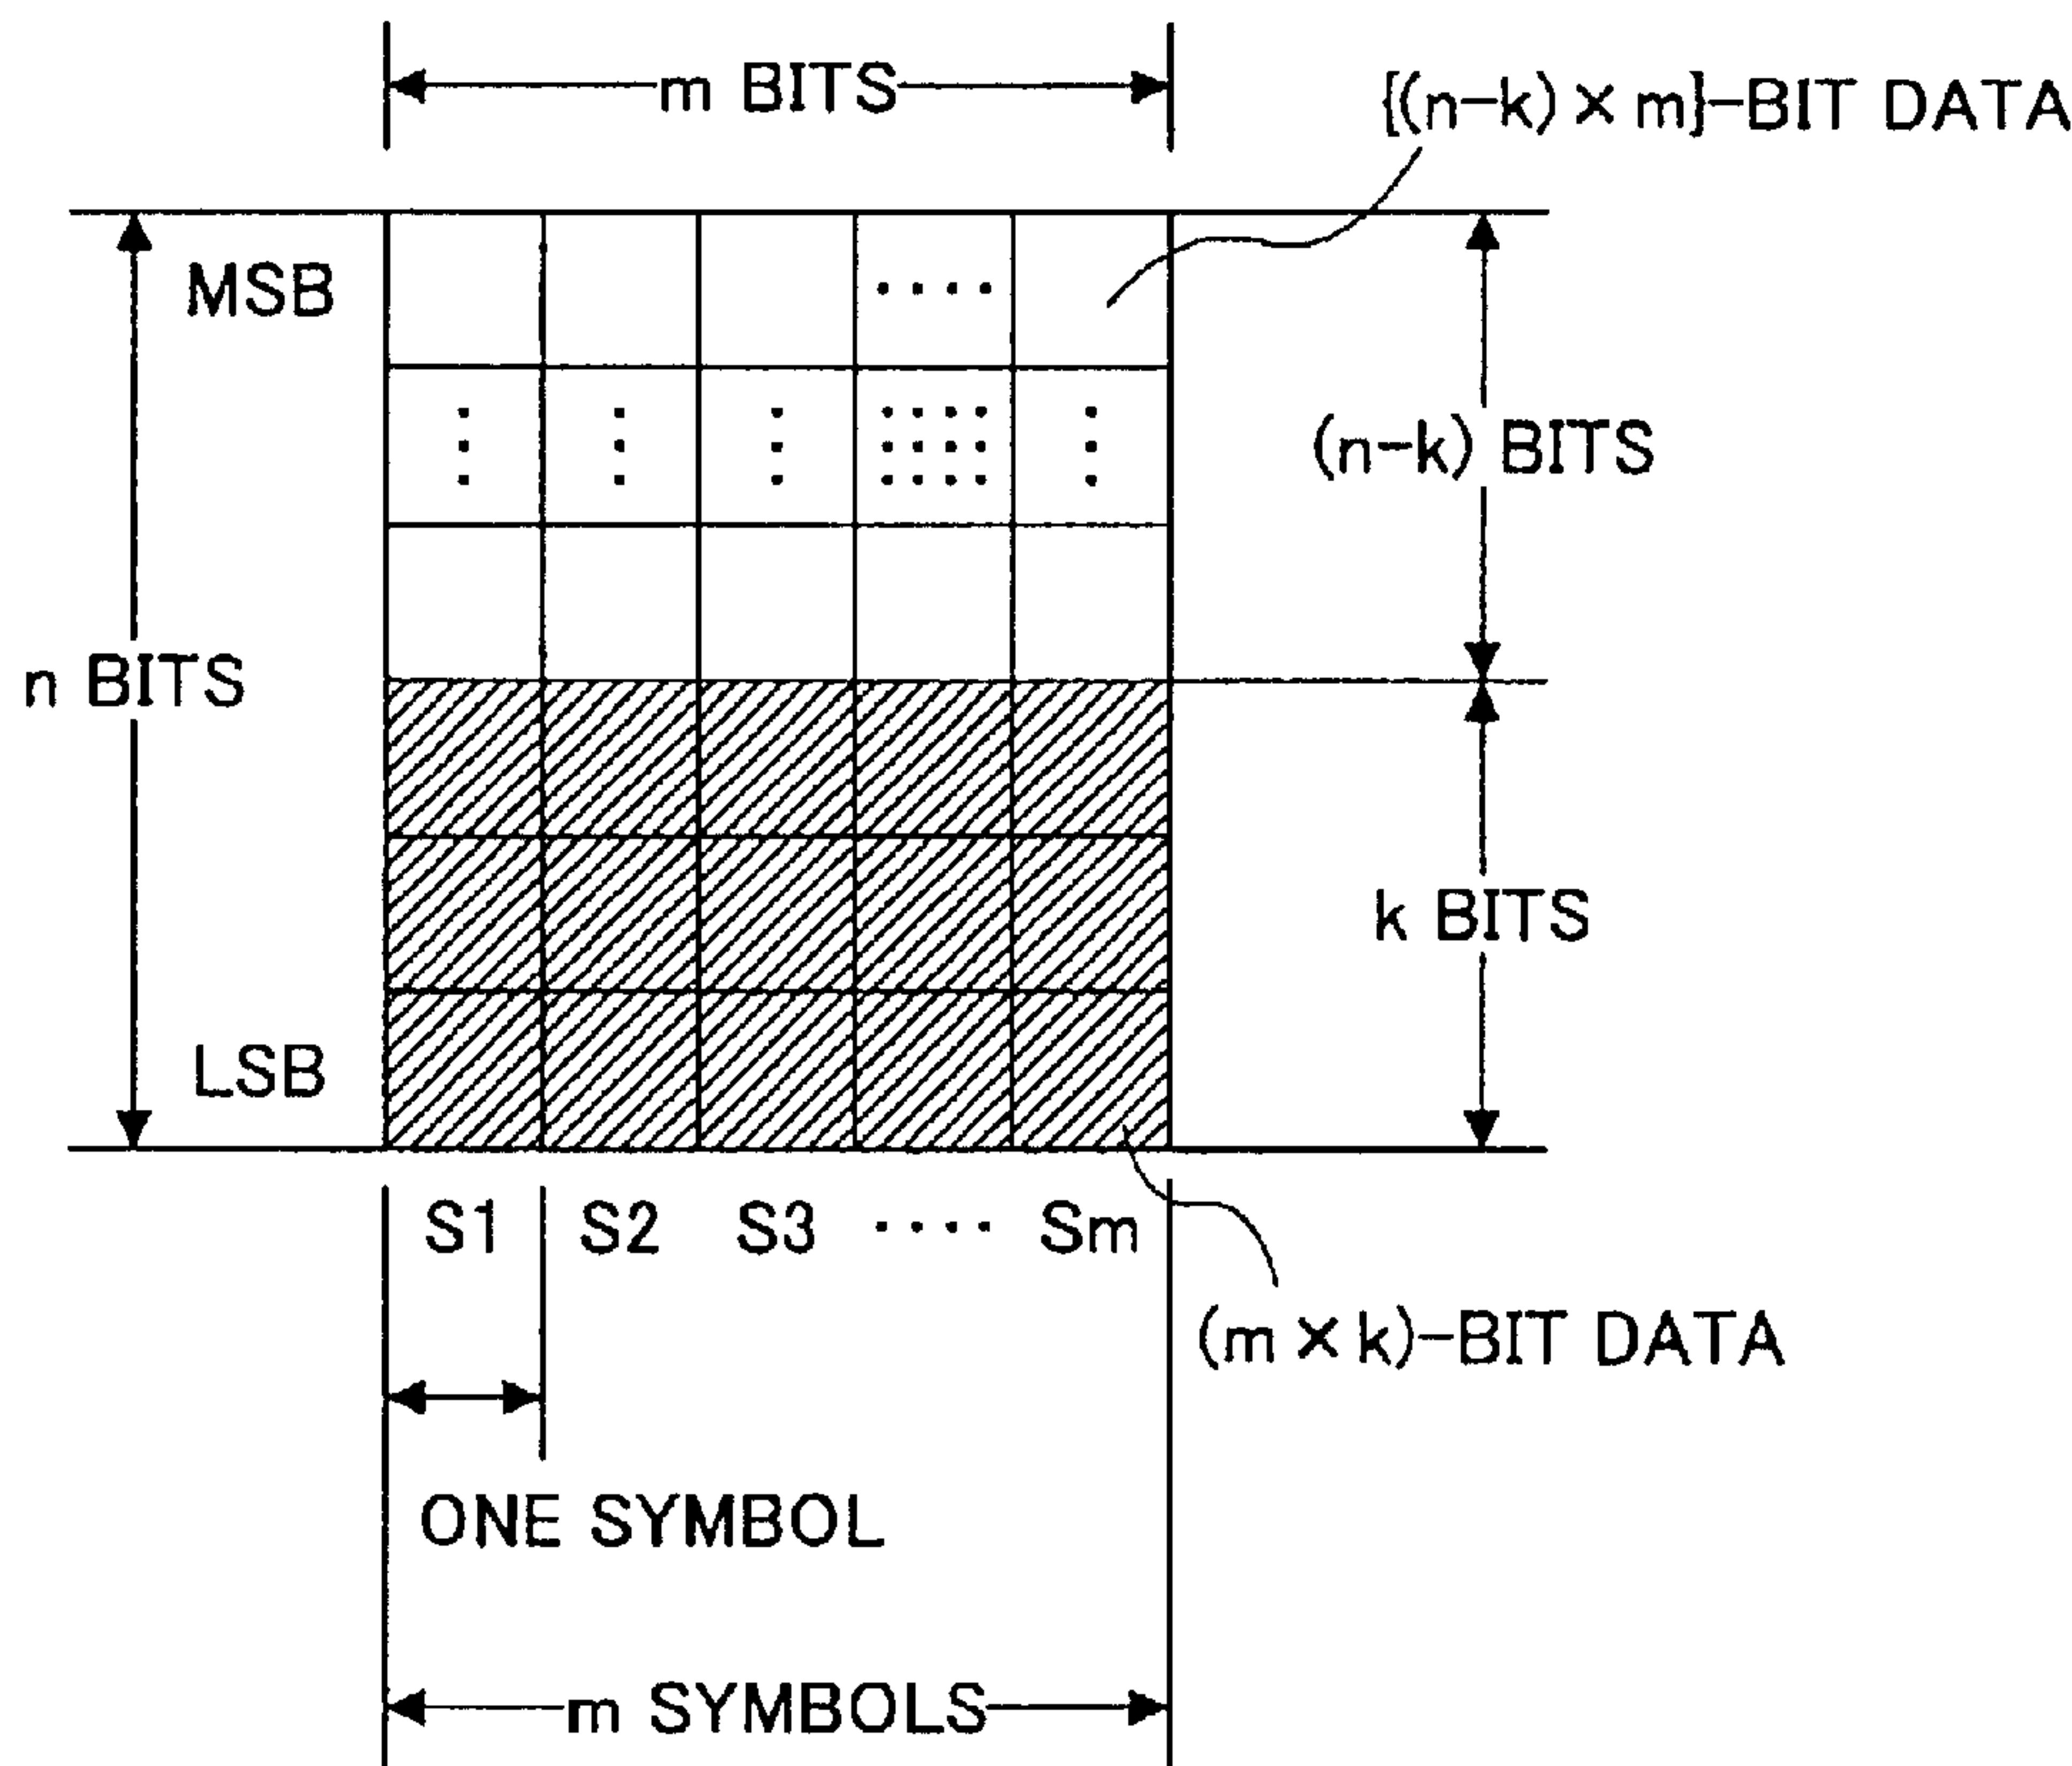 m BITS
{(n-k) × m}-BIT DATA
MSB
(n-k) BITS
n BITS
k BITS
LSB
S1 S2 S3 ···· Sm
(m × k)-BIT DATA
ONE SYMBOL
m SYMBOLS